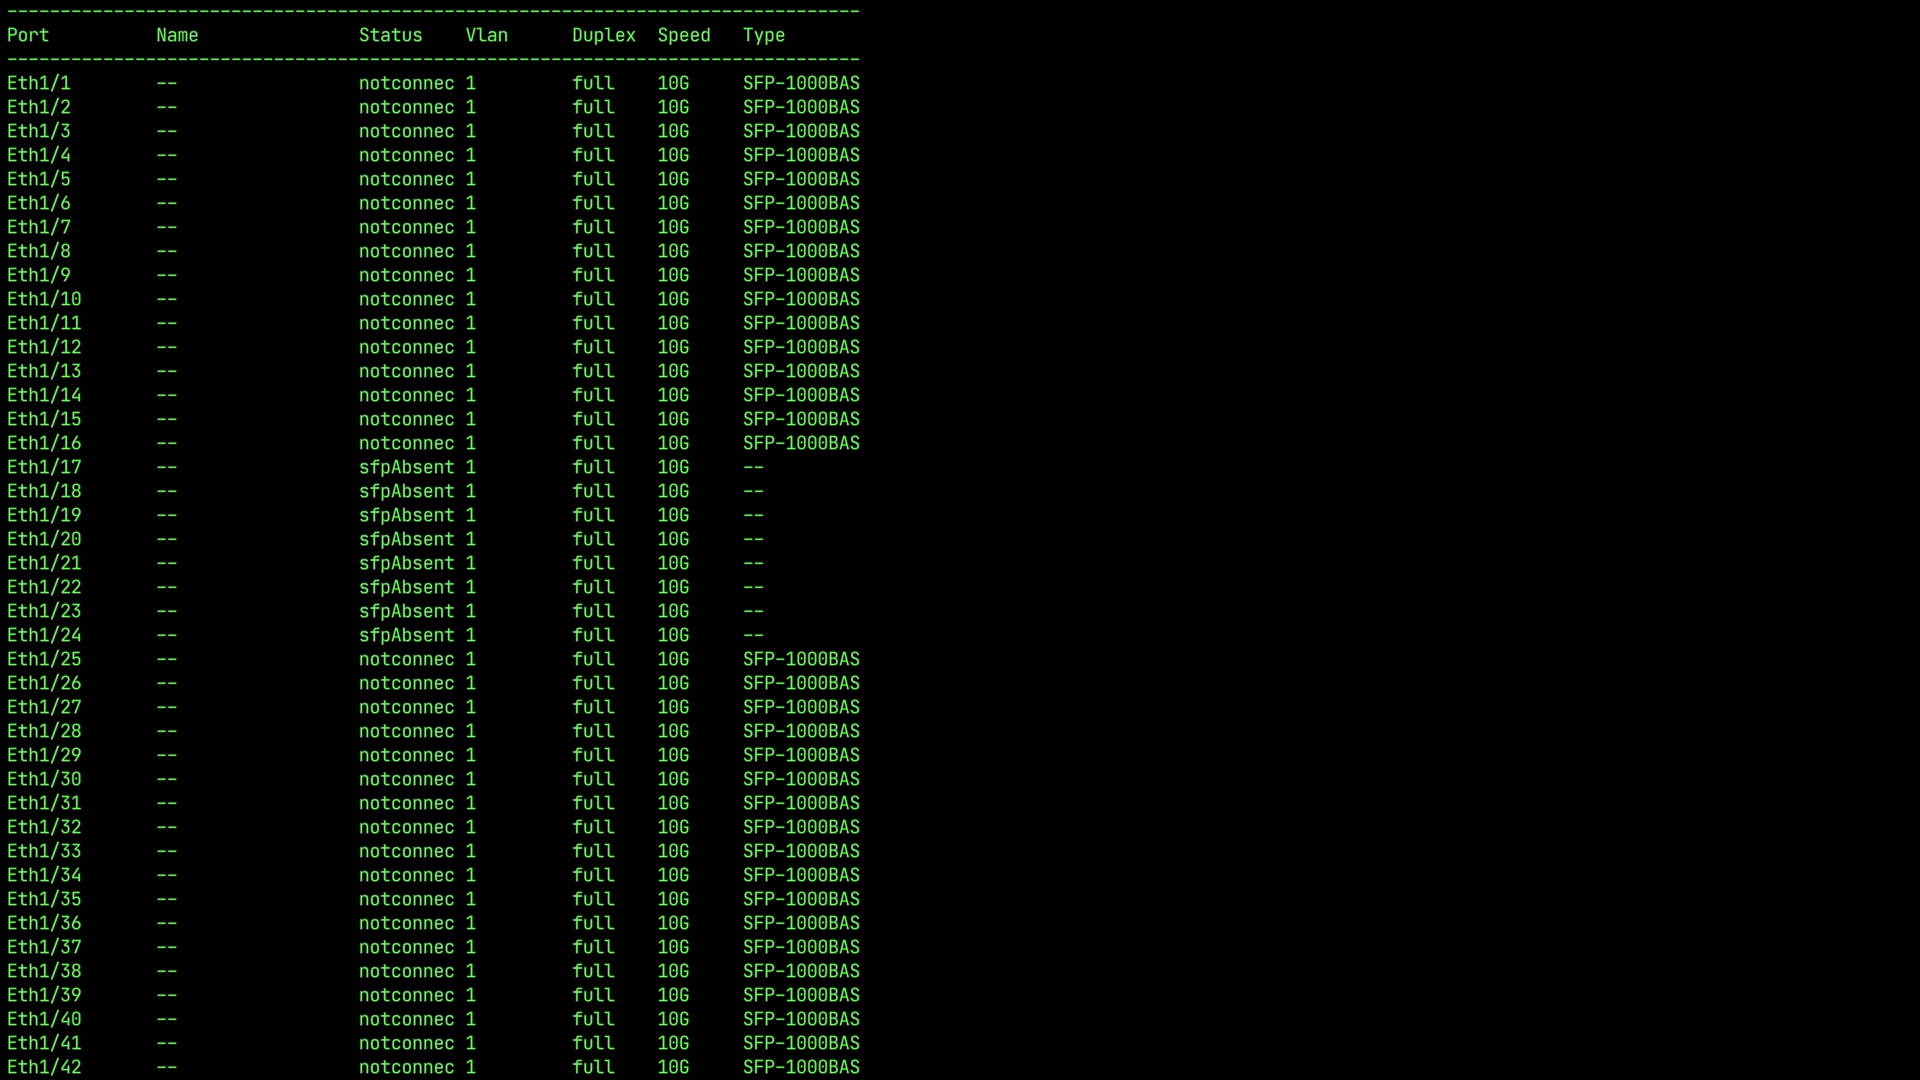 --------------------------------------------------------------------------------
Port          Name               Status    Vlan      Duplex  Speed   Type
--------------------------------------------------------------------------------
Eth1/1        --                 notconnec 1         full    10G     SFP-1000BAS
Eth1/2        --                 notconnec 1         full    10G     SFP-1000BAS
Eth1/3        --                 notconnec 1         full    10G     SFP-1000BAS
Eth1/4        --                 notconnec 1         full    10G     SFP-1000BAS
Eth1/5        --                 notconnec 1         full    10G     SFP-1000BAS
Eth1/6        --                 notconnec 1         full    10G     SFP-1000BAS
Eth1/7        --                 notconnec 1         full    10G     SFP-1000BAS
Eth1/8        --                 notconnec 1         full    10G     SFP-1000BAS
Eth1/9        --                 notconnec 1         full    10G     SFP-1000BAS
Eth1/10       --                 notconnec 1         full    10G     SFP-1000BAS
Eth1/11       --                 notconnec 1         full    10G     SFP-1000BAS
Eth1/12       --                 notconnec 1         full    10G     SFP-1000BAS
Eth1/13       --                 notconnec 1         full    10G     SFP-1000BAS
Eth1/14       --                 notconnec 1         full    10G     SFP-1000BAS
Eth1/15       --                 notconnec 1         full    10G     SFP-1000BAS
Eth1/16       --                 notconnec 1         full    10G     SFP-1000BAS
Eth1/17       --                 sfpAbsent 1         full    10G     --
Eth1/18       --                 sfpAbsent 1         full    10G     --
Eth1/19       --                 sfpAbsent 1         full    10G     --
Eth1/20       --                 sfpAbsent 1         full    10G     --
Eth1/21       --                 sfpAbsent 1         full    10G     --
Eth1/22       --                 sfpAbsent 1         full    10G     --
Eth1/23       --                 sfpAbsent 1         full    10G     --
Eth1/24       --                 sfpAbsent 1         full    10G     --
Eth1/25       --                 notconnec 1         full    10G     SFP-1000BAS
Eth1/26       --                 notconnec 1         full    10G     SFP-1000BAS
Eth1/27       --                 notconnec 1         full    10G     SFP-1000BAS
Eth1/28       --                 notconnec 1         full    10G     SFP-1000BAS
Eth1/29       --                 notconnec 1         full    10G     SFP-1000BAS
Eth1/30       --                 notconnec 1         full    10G     SFP-1000BAS
Eth1/31       --                 notconnec 1         full    10G     SFP-1000BAS
Eth1/32       --                 notconnec 1         full    10G     SFP-1000BAS
Eth1/33       --                 notconnec 1         full    10G     SFP-1000BAS
Eth1/34       --                 notconnec 1         full    10G     SFP-1000BAS
Eth1/35       --                 notconnec 1         full    10G     SFP-1000BAS
Eth1/36       --                 notconnec 1         full    10G     SFP-1000BAS
Eth1/37       --                 notconnec 1         full    10G     SFP-1000BAS
Eth1/38       --                 notconnec 1         full    10G     SFP-1000BAS
Eth1/39       --                 notconnec 1         full    10G     SFP-1000BAS
Eth1/40       --                 notconnec 1         full    10G     SFP-1000BAS
Eth1/41       --                 notconnec 1         full    10G     SFP-1000BAS
Eth1/42       --                 notconnec 1         full    10G     SFP-1000BAS